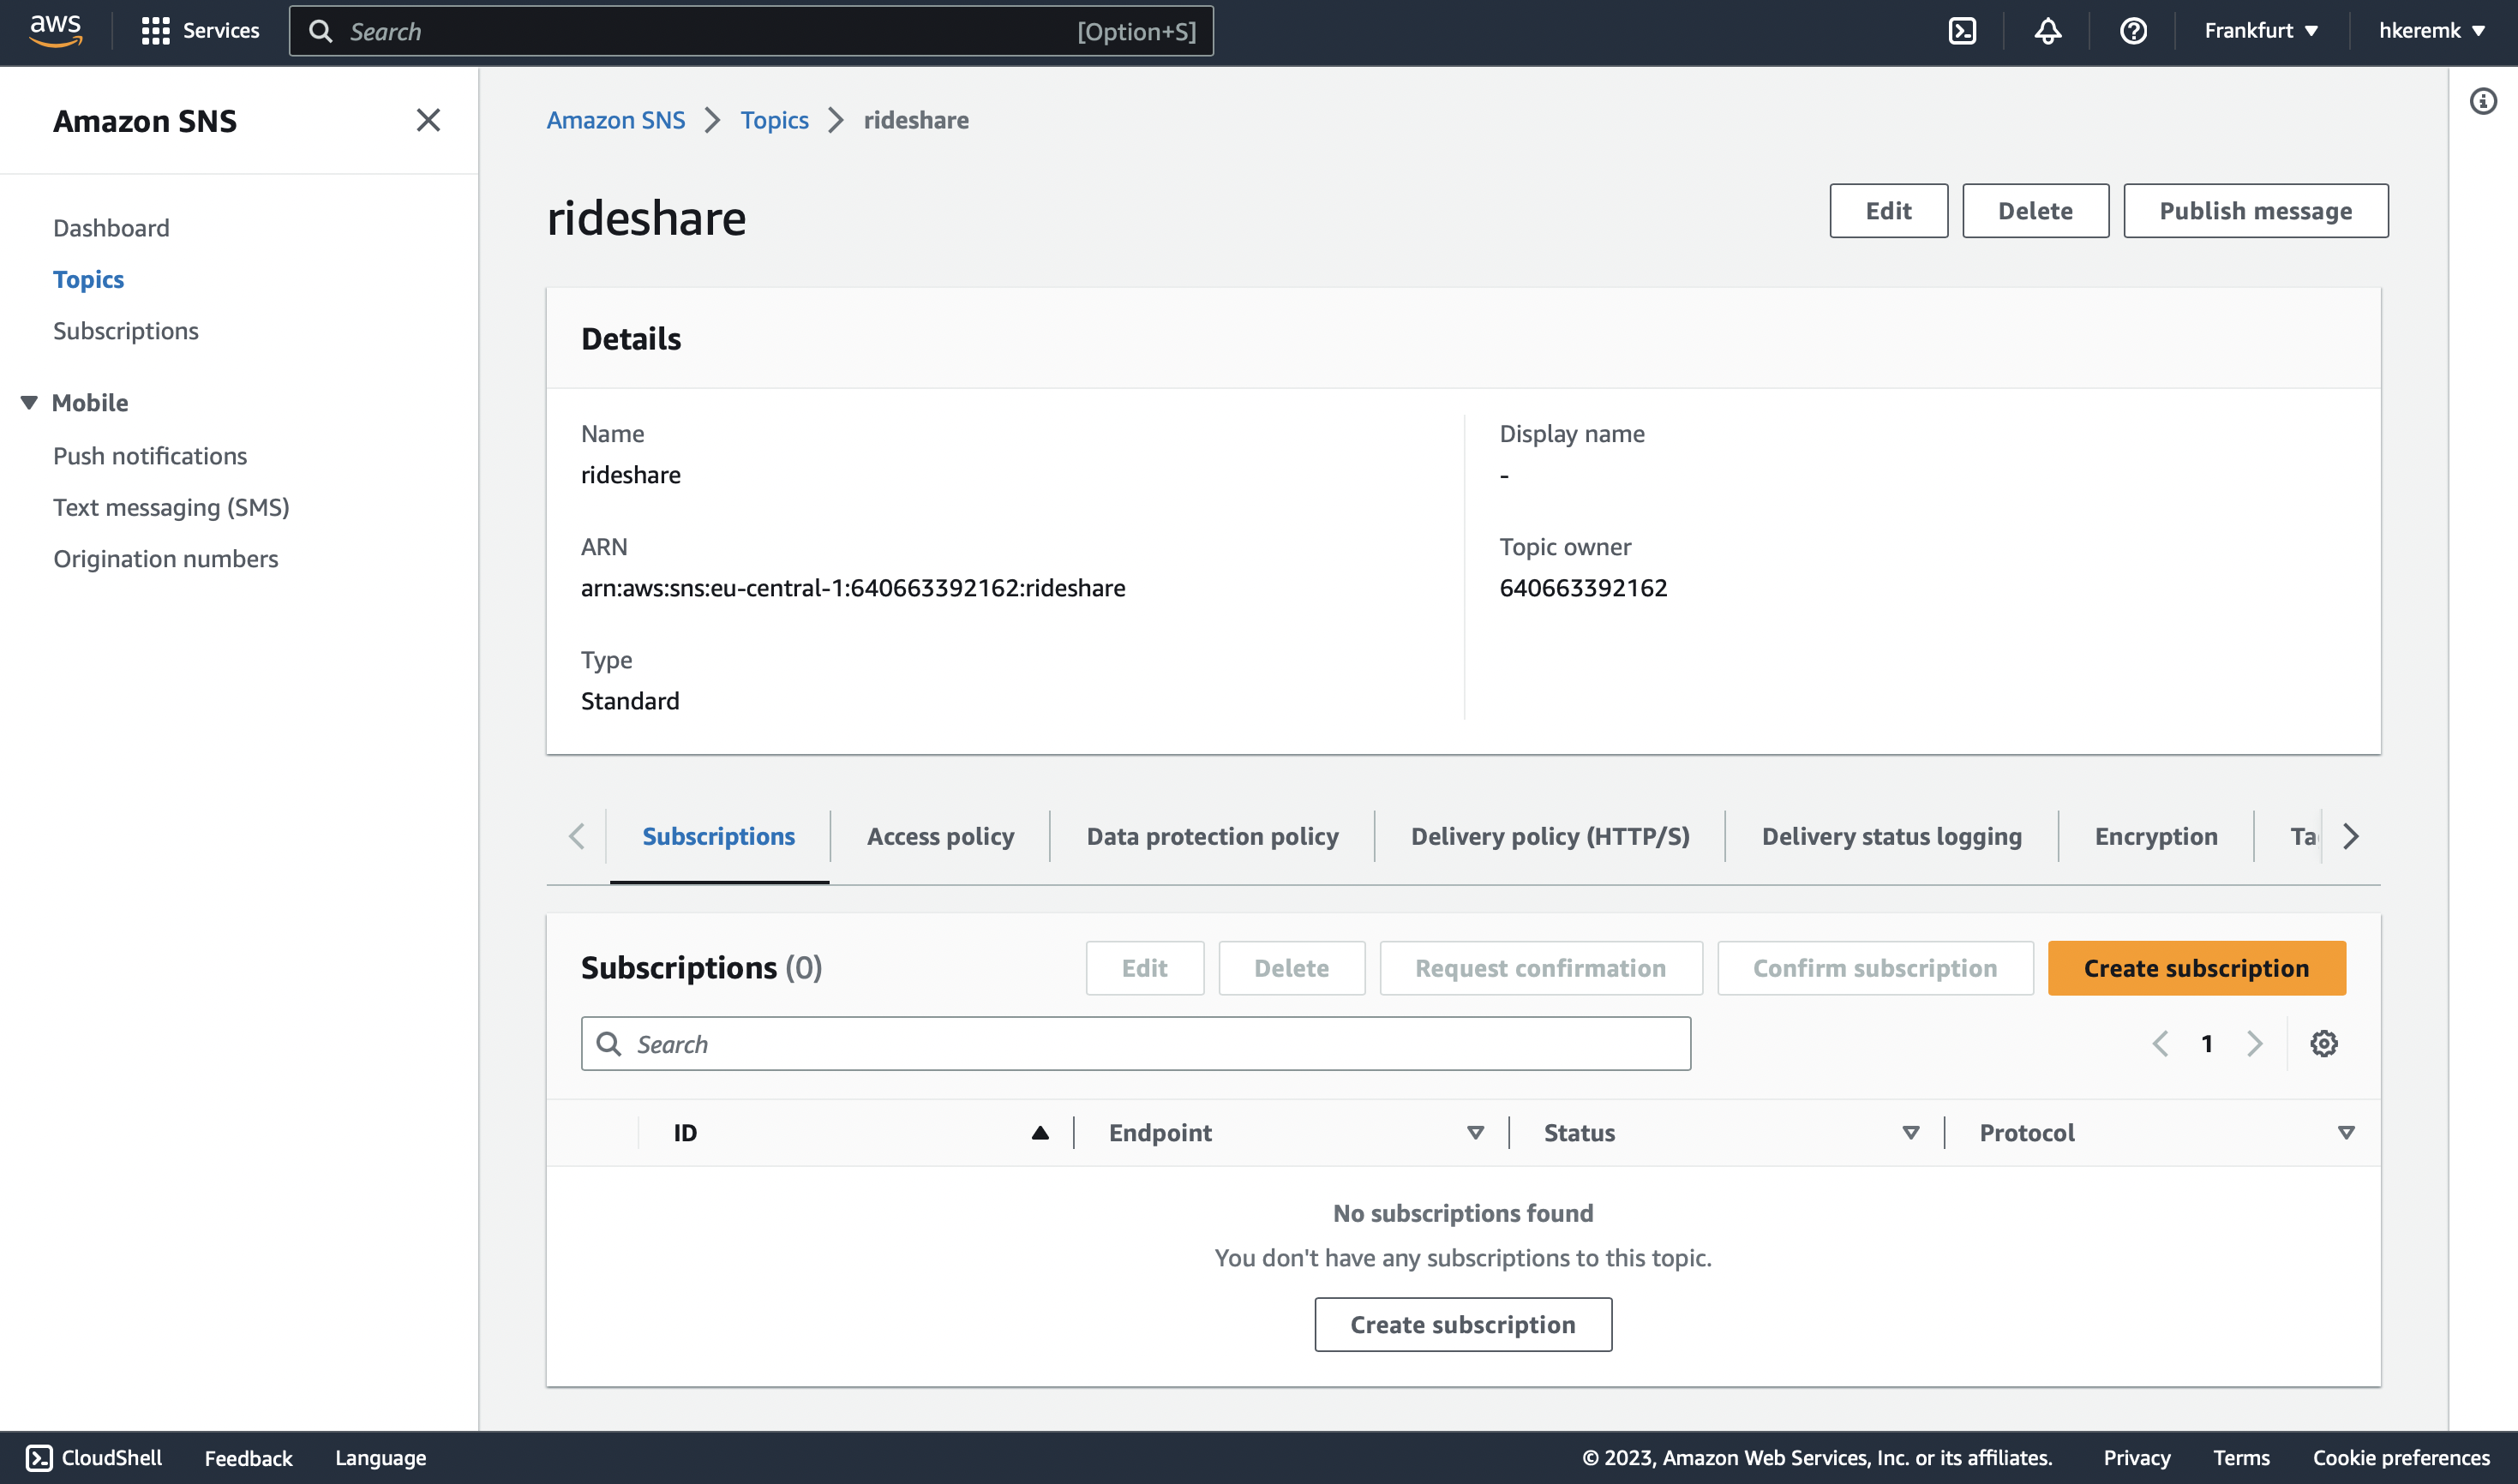 aws Services Search [Option+S] Frankfurt hkeremk
Amazon SNS
Dashboard
Topics
Subscriptions
Mobile
Push notifications
Text messaging (SMS)
Origination numbers
Amazon SNS Topics rideshare
rideshare
Edit Delete Publish message
Details
Name
rideshare
ARN
arn:aws:sns:eu-central-1:640663392162:rideshare
Type
Standard
Display name
-
Topic owner
640663392162
Subscriptions Access policy Data protection policy Delivery policy (HTTP/S) Delivery status logging Encryption
Subscriptions (0) Edit Delete Request confirmation Confirm subscription Create subscription
Search 1
ID Endpoint Status Protocol
No subscriptions found
You don't have any subscriptions to this topic.
Create subscription
CloudShell Feedback Language © 2023, Amazon Web Services, Inc. or its affiliates. Privacy Terms Cookie preferences